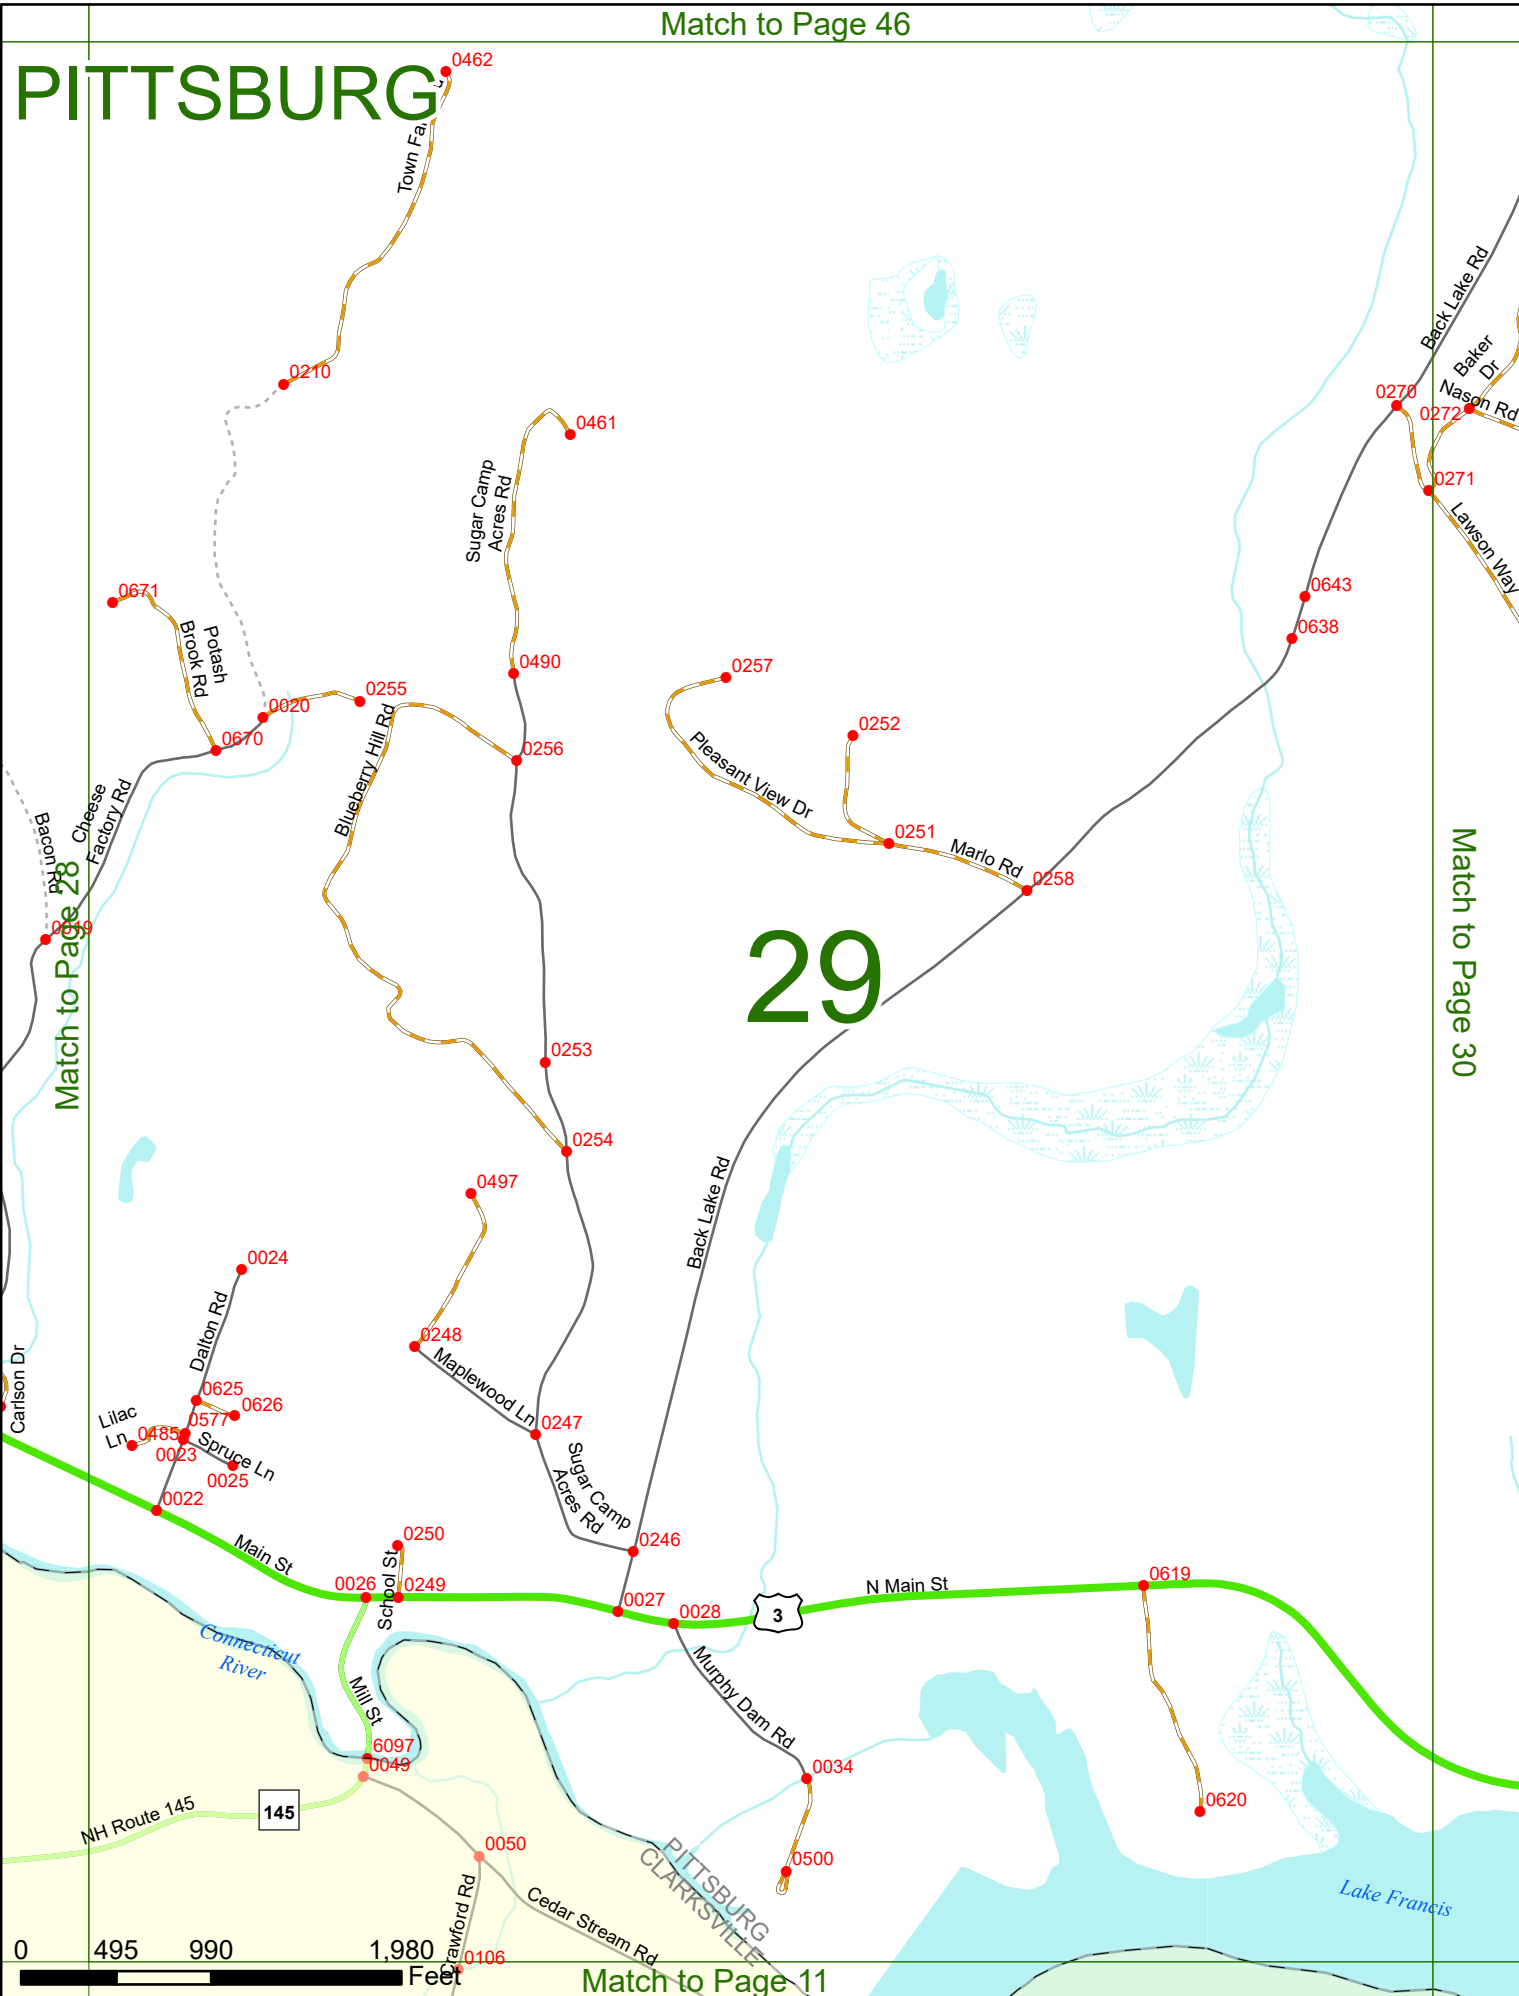 Match to Page 46
PITTSBURG
0462
Back Lake Rd
0210
Baker
Dr
0270
Nason Rd
0272
0461
Sugar Camp
Acres Rd
0271
Lawson Way
0671
0643
Potash
Brook Rd
0638
0490
0257
0255
0020
0252
0670
0256
Blueberry Hill Rd
Pleasant View Dr
Cheese
Factory Rd
Bacon Rd
0251
Marlo Rd
0258
Match to Page 28
0019
29
Match to Page 30
0253
0254
Back Lake Rd
0497
0024
Dalton Rd
0248
Maplewood Ln
Carlson Dr
0625
0626
Lilac
Ln
0577
0485
0023
Spruce Ln
0025
0247
Sugar Camp
Acres Rd
0022
Main St
0250
School St
0246
0026
0249
0027
0028
3
N Main St
0619
Connecticut
River
Mill St
Murphy Dam Rd
6097
0049
0034
145
NH Route 145
0620
0050
0500
PITTSBURG
CLARKSVILLE
Crawford Rd
Cedar Stream Rd
Lake Francis
0106
0 495 990 1,980
Feet
Match to Page 11